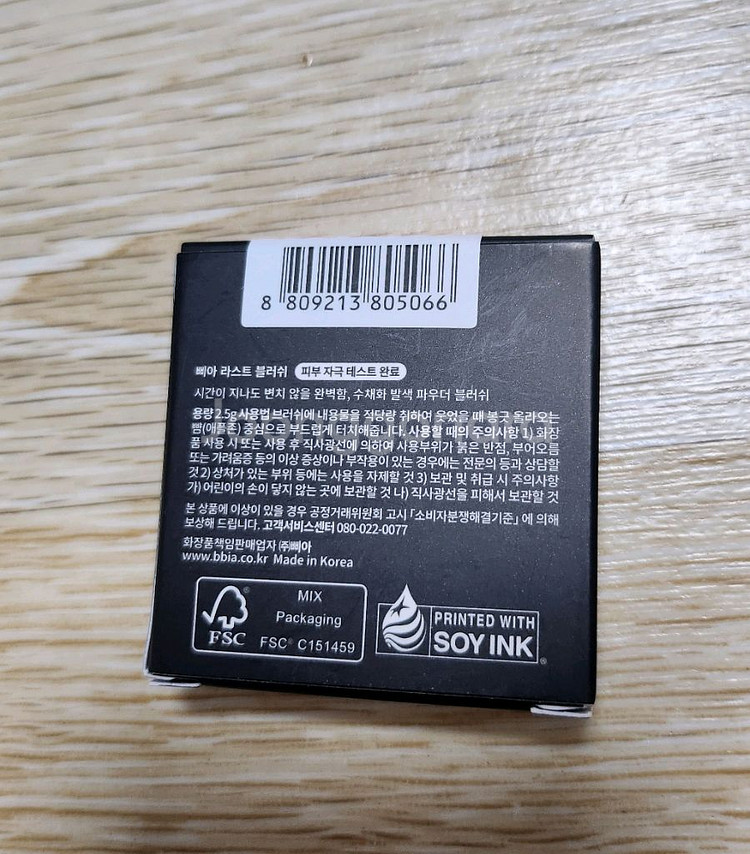 8 809213 805066
삐아 라스트 블러쉬 피부 자극 테스트 완료
시간이 지나도 변치 않을 완벽함, 수채화 발색 파우더 블러쉬
용량 2.5g 사용법 브러쉬에 내용물을 적당량 취하여 웃었을 때 봉긋 올라오는
뺨(애플존) 중심으로 부드럽게 터치해줍니다. 사용할 때의 주의사항 1) 화장
품 사용 시 또는 사용 후 직사광선에 의하여 사용부위가 붉은 반점, 부어오름
또는 가려움증 등의 이상 증상이나 부작용이 있는 경우에는 전문의 등과 상담할
것 2) 상처가 있는 부위 등에는 사용을 자제할 것 3) 보관 및 취급 시 주의사항
가) 어린이의 손이 닿지 않는 곳에 보관할 것 나) 직사광선을 피해서 보관할 것
본 상품에 이상이 있을 경우 공정거래위원회 고시 「소비자분쟁해결기준」에 의해
보상해 드립니다. 고객서비스센터 080-022-0077
화장품책임판매업자 ㈜삐아
www.bbia.co.kr Made in Korea
FSC
MIX
Packaging
FSC® C151459
PRINTED WITH
SOY INK®